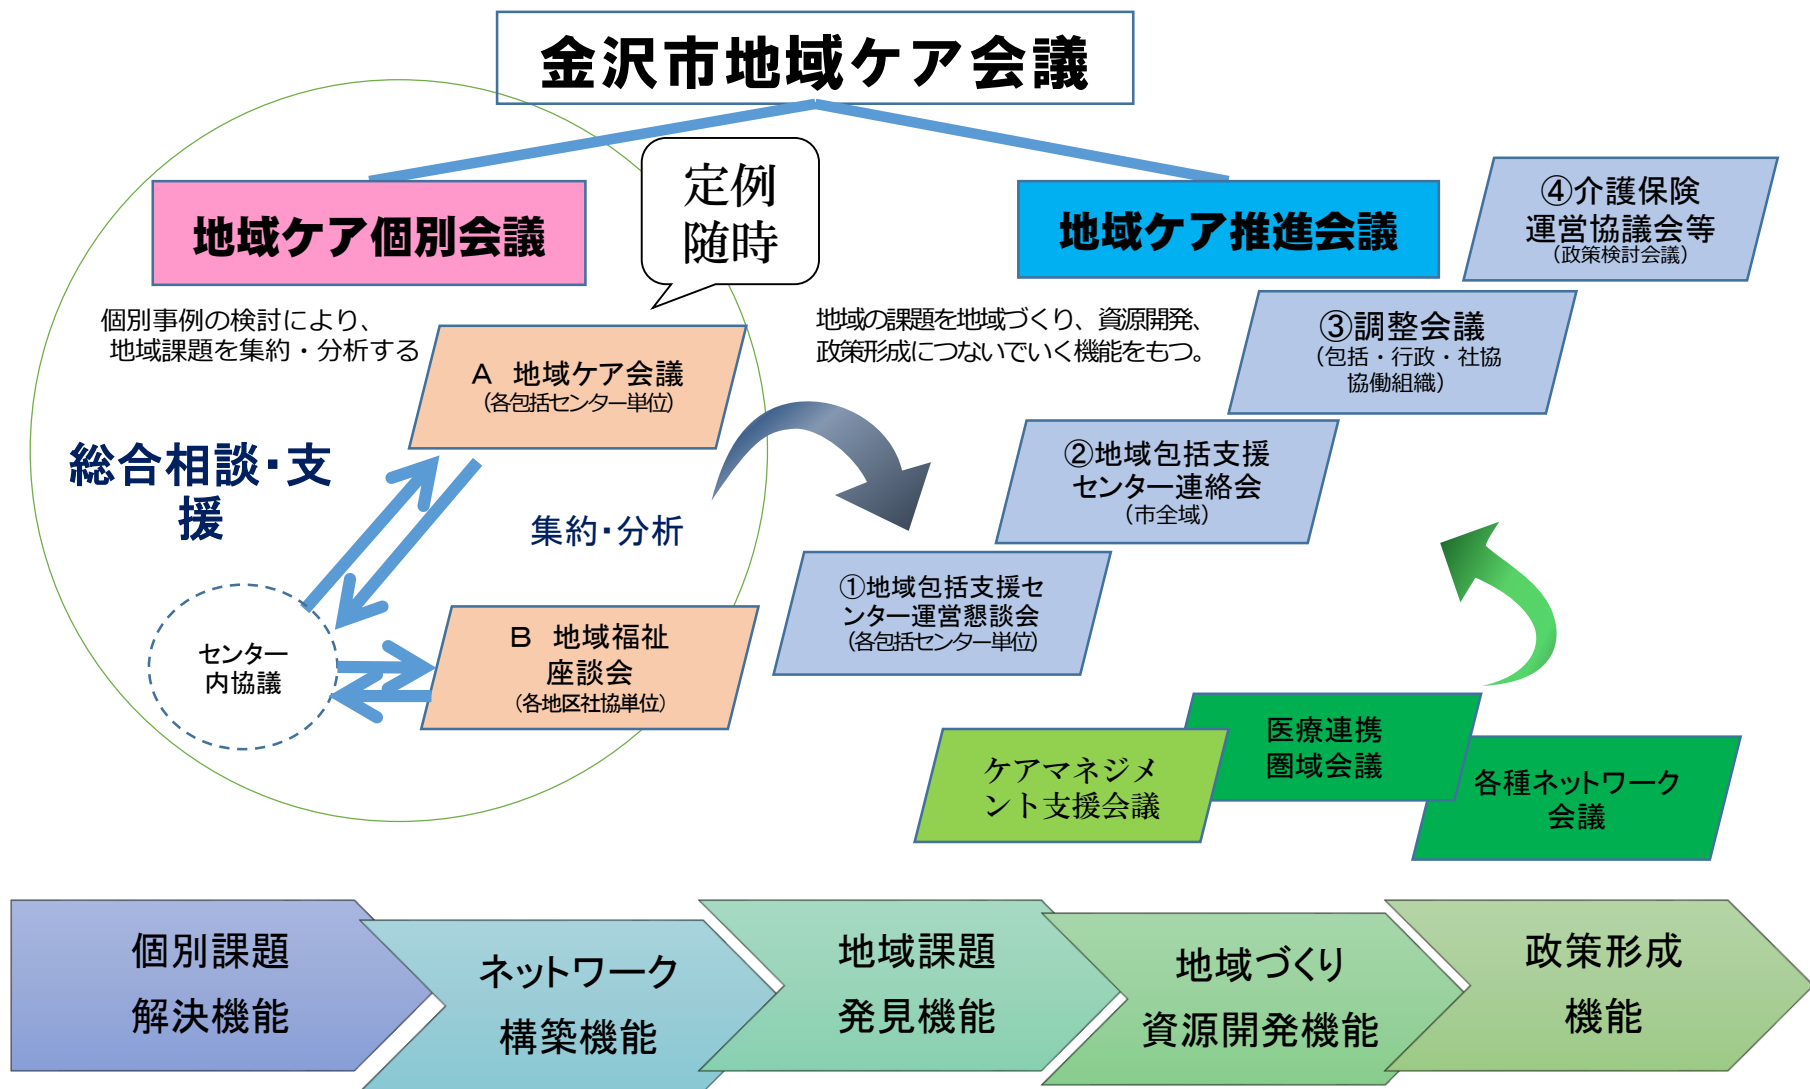 金沢市地域ケア会議
地域ケア個別会議
定例
随時
地域ケア推進会議
④介護保険
運営協議会等
（政策検討会議）
個別事例の検討により、
地域課題を集約・分析する
地域の課題を地域づくり、資源開発、
政策形成につないでいく機能をもつ。
③調整会議
（包括・行政・社協
協働組織）
A　地域ケア会議
（各包括センター単位）
総合相談・支
援
②地域包括支援
センター連絡会
（市全域）
集約・分析
①地域包括支援セ
ンター運営懇談会
（各包括センター単位）
センター
内協議
B　地域福祉
座談会
（各地区社協単位）
ケアマネジメ
ント支援会議
医療連携
圏域会議
各種ネットワーク
会議
個別課題
解決機能
ネットワーク
構築機能
地域課題
発見機能
地域づくり
資源開発機能
政策形成
機能